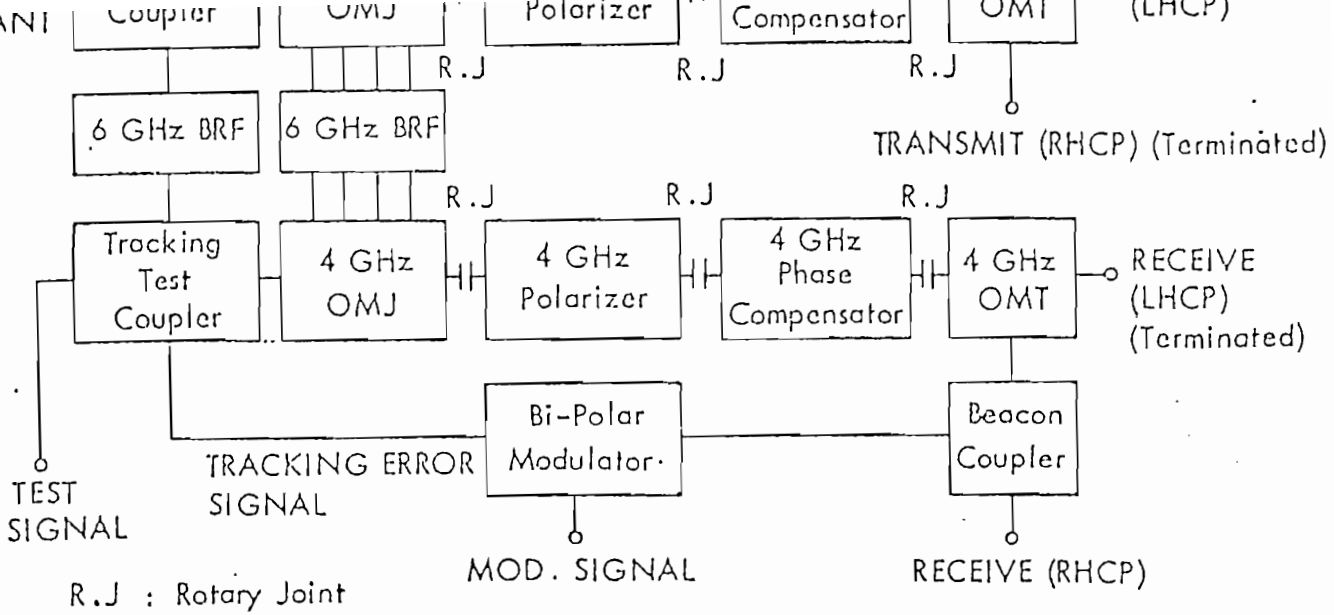 ANT
Coupler
OMJ
Polarizer
Compensator
OMT
(LHCP)
R.J
R.J
R.J
6 GHz BRF
6 GHz BRF
TRANSMIT (RHCP) (Terminated)
R.J
R.J
R.J
Tracking
Test
Coupler
4 GHz
OMJ
4 GHz
Polarizer
4 GHz
Phase
Compensator
4 GHz
OMT
RECEIVE
(LHCP)
(Terminated)
Bi-Polar
Modulator
Beacon
Coupler
TRACKING ERROR
SIGNAL
TEST
SIGNAL
MOD. SIGNAL
RECEIVE (RHCP)
R.J : Rotary Joint